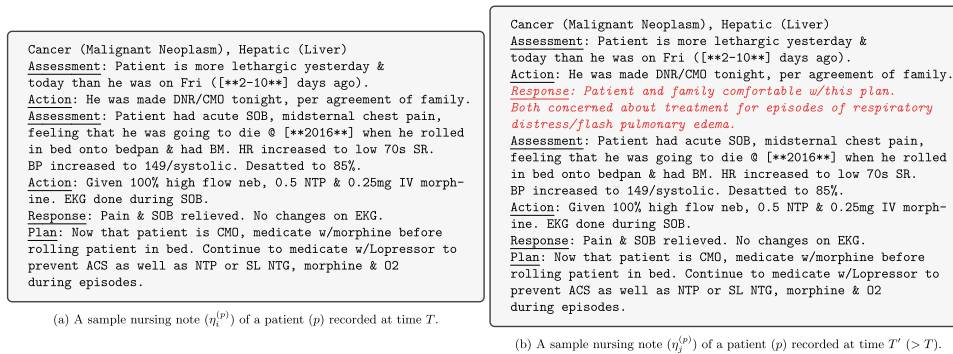 Cancer (Malignant Neoplasm), Hepatic (Liver)
Assessment: Patient is more lethargic yesterday &
today than he was on Fri ([**2-10**] days ago).
Action: He was made DNR/CMO tonight, per agreement of family.
Assessment: Patient had acute SOB, midsternal chest pain,
feeling that he was going to die @ [**2016**] when he rolled
in bed onto bedpan & had BM. HR increased to low 70s SR.
BP increased to 149/systolic. Desatted to 85%.
Action: Given 100% high flow neb, 0.5 NTP & 0.25mg IV morph-
ine. EKG done during SOB.
Response: Pain & SOB relieved. No changes on EKG.
Plan: Now that patient is CMO, medicate w/morphine before
rolling patient in bed. Continue to medicate w/Lopressor to
prevent ACS as well as NTP or SL NTG, morphine & O2
during episodes.
(a) A sample nursing note (η_i^(p)) of a patient (p) recorded at time T.
Cancer (Malignant Neoplasm), Hepatic (Liver)
Assessment: Patient is more lethargic yesterday &
today than he was on Fri ([**2-10**] days ago).
Action: He was made DNR/CMO tonight, per agreement of family.
Response: Patient and family comfortable w/this plan.
Both concerned about treatment for episodes of respiratory
distress/flash pulmonary edema.
Assessment: Patient had acute SOB, midsternal chest pain,
feeling that he was going to die @ [**2016**] when he rolled
in bed onto bedpan & had BM. HR increased to low 70s SR.
BP increased to 149/systolic. Desatted to 85%.
Action: Given 100% high flow neb, 0.5 NTP & 0.25mg IV morph-
ine. EKG done during SOB.
Response: Pain & SOB relieved. No changes on EKG.
Plan: Now that patient is CMO, medicate w/morphine before
rolling patient in bed. Continue to medicate w/Lopressor to
prevent ACS as well as NTP or SL NTG, morphine & O2
during episodes.
(b) A sample nursing note (η_j^(p)) of a patient (p) recorded at time T′ (> T).